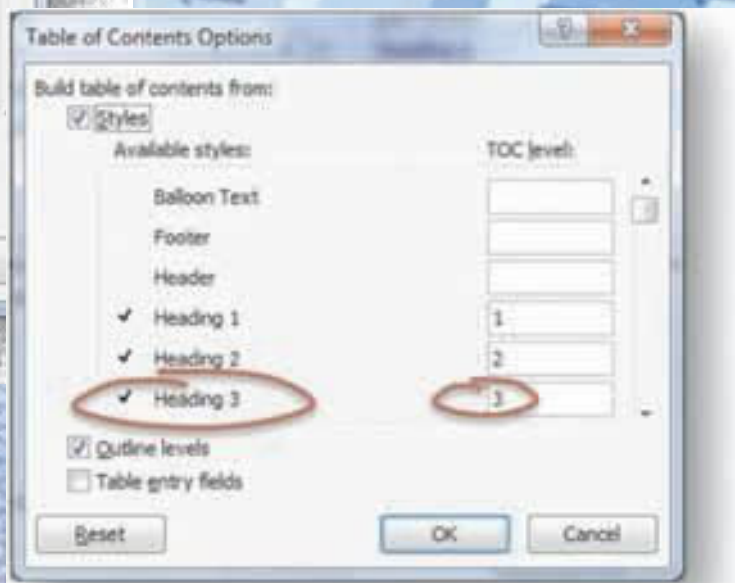 Table of Contents Options
Build table of contents from:
Styles
Available styles: TOC level:
Balloon Text
Footer
Header
Heading 1 1
Heading 2 2
Heading 3 3
Outline levels
Table entry fields
Reset OK Cancel